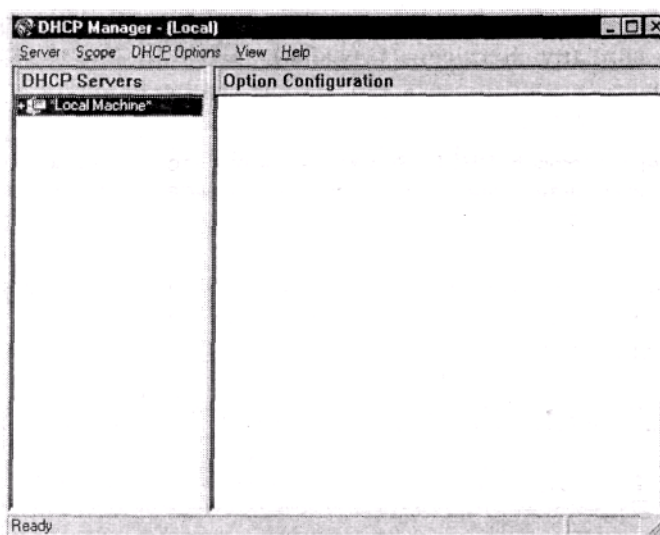 DHCP Manager - (Local)
Server Scope DHCP Options View Help
DHCP Servers
Option Configuration
*Local Machine*
Ready